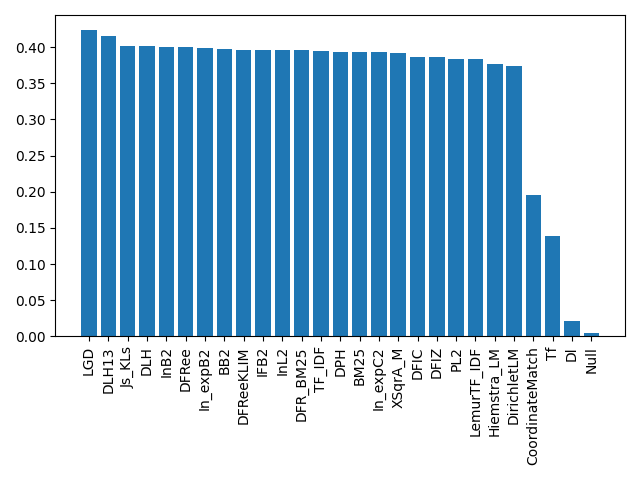 0.40
0.35
0.30
0.25
0.20
0.15
0.10
0.05
0.00
LGD
DLH13
Js_KLs
DLH
InB2
DFRee
In_expB2
BB2
DFReeKLIM
IFB2
InL2
DFR_BM25
TF_IDF
DPH
BM25
In_expC2
XSqrA_M
DFIC
DFIZ
PL2
LemurTF_IDF
Hiemstra_LM
DirichletLM
CoordinateMatch
Tf
Dl
Null